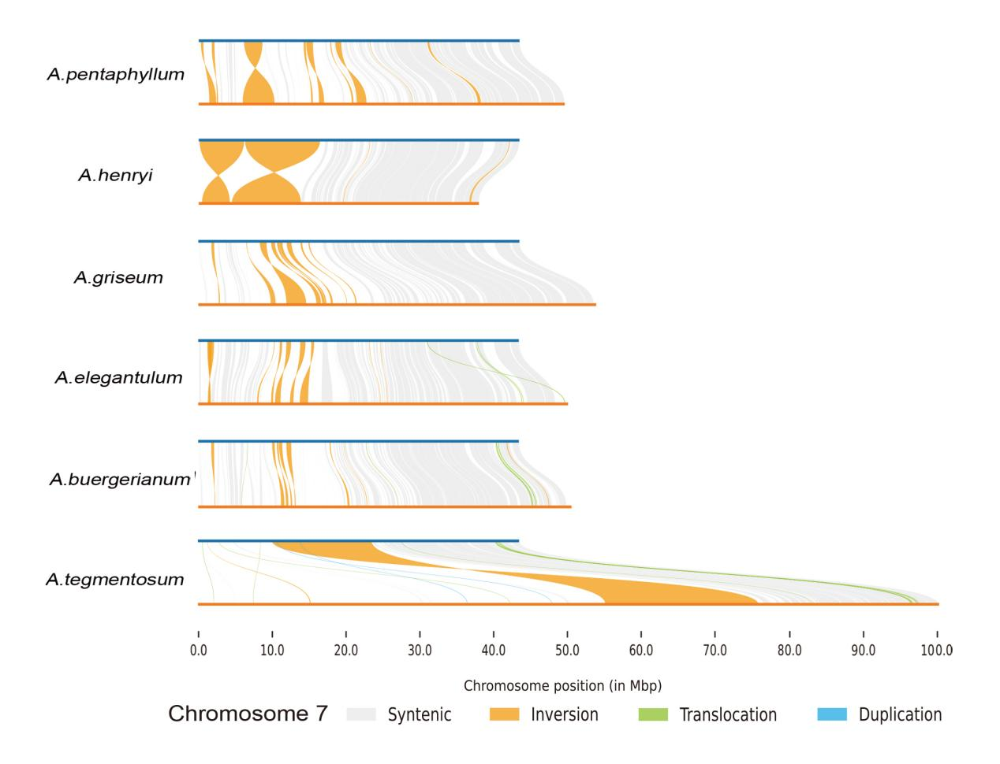 A.pentaphyllum
A.henryi
A.griseum
A.elegantulum
A.buergerianum
A.tegmentosum
0.0 10.0 20.0 30.0 40.0 50.0 60.0 70.0 80.0 90.0 100.0
Chromosome position (in Mbp)
Chromosome 7 Syntenic Inversion Translocation Duplication